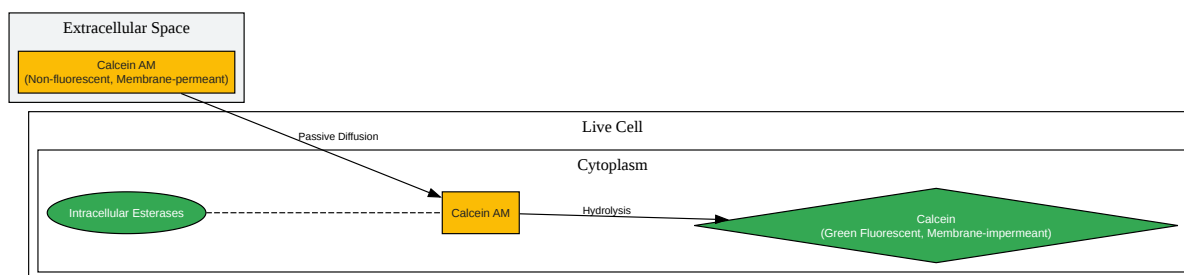 Extracellular Space
Calcein AM
(Non-fluorescent, Membrane-permeant)
Passive Diffusion
Live Cell
Cytoplasm
Intracellular Esterases
Calcein AM
Hydrolysis
Calcein
(Green Fluorescent, Membrane-impermeant)